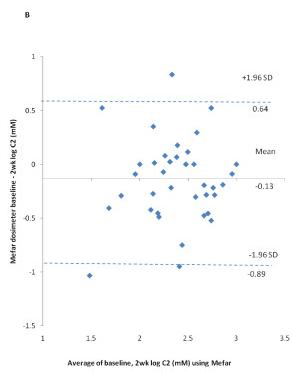 B
1
+1.96 SD
0.5
0.64
Mean
0
-0.13
-0.5
-1.96 SD
-1
-0.89
-1.5
1
1.5
2
2.5
3
3.5
Mefar dosimeter baseline - 2wk log C2 (mM)
Average of baseline, 2wk log C2 (mM) using Mefar